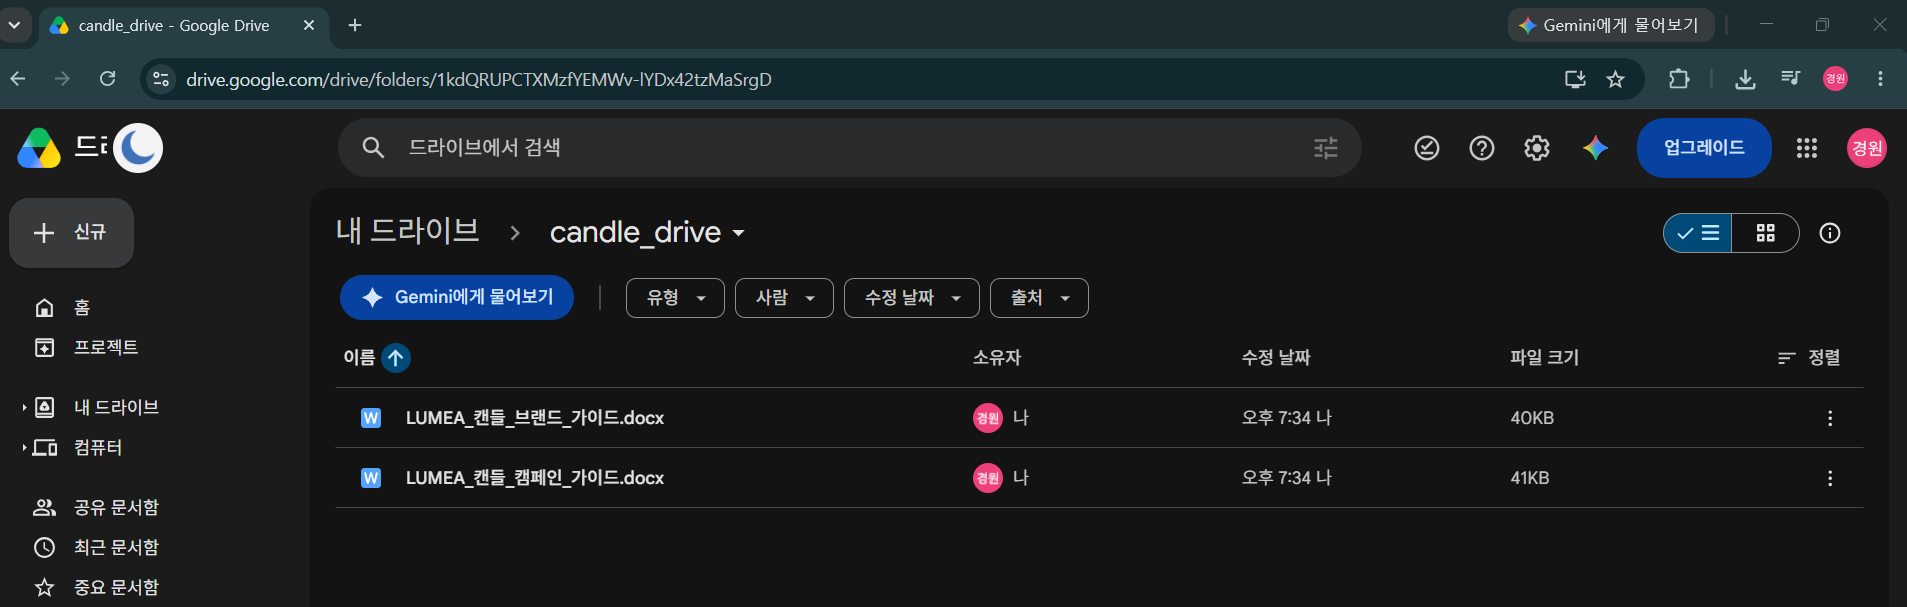 candle_drive - Google Drive
Gemini에게 물어보기
drive.google.com/drive/folders/1kdQRUPCTXMzfYEMWv-lYDx42tzMaSrgD
경원
드라이브에서 검색
업그레이드
경원
신규
내 드라이브 > candle_drive
Gemini에게 물어보기
유형
사람
수정 날짜
출처
홈
프로젝트
내 드라이브
컴퓨터
공유 문서함
최근 문서함
중요 문서함
이름 소유자 수정 날짜 파일 크기 정렬
W LUMEA_캔들_브랜드_가이드.docx 경원 나 오후 7:34 나 40KB
W LUMEA_캔들_캠페인_가이드.docx 경원 나 오후 7:34 나 41KB